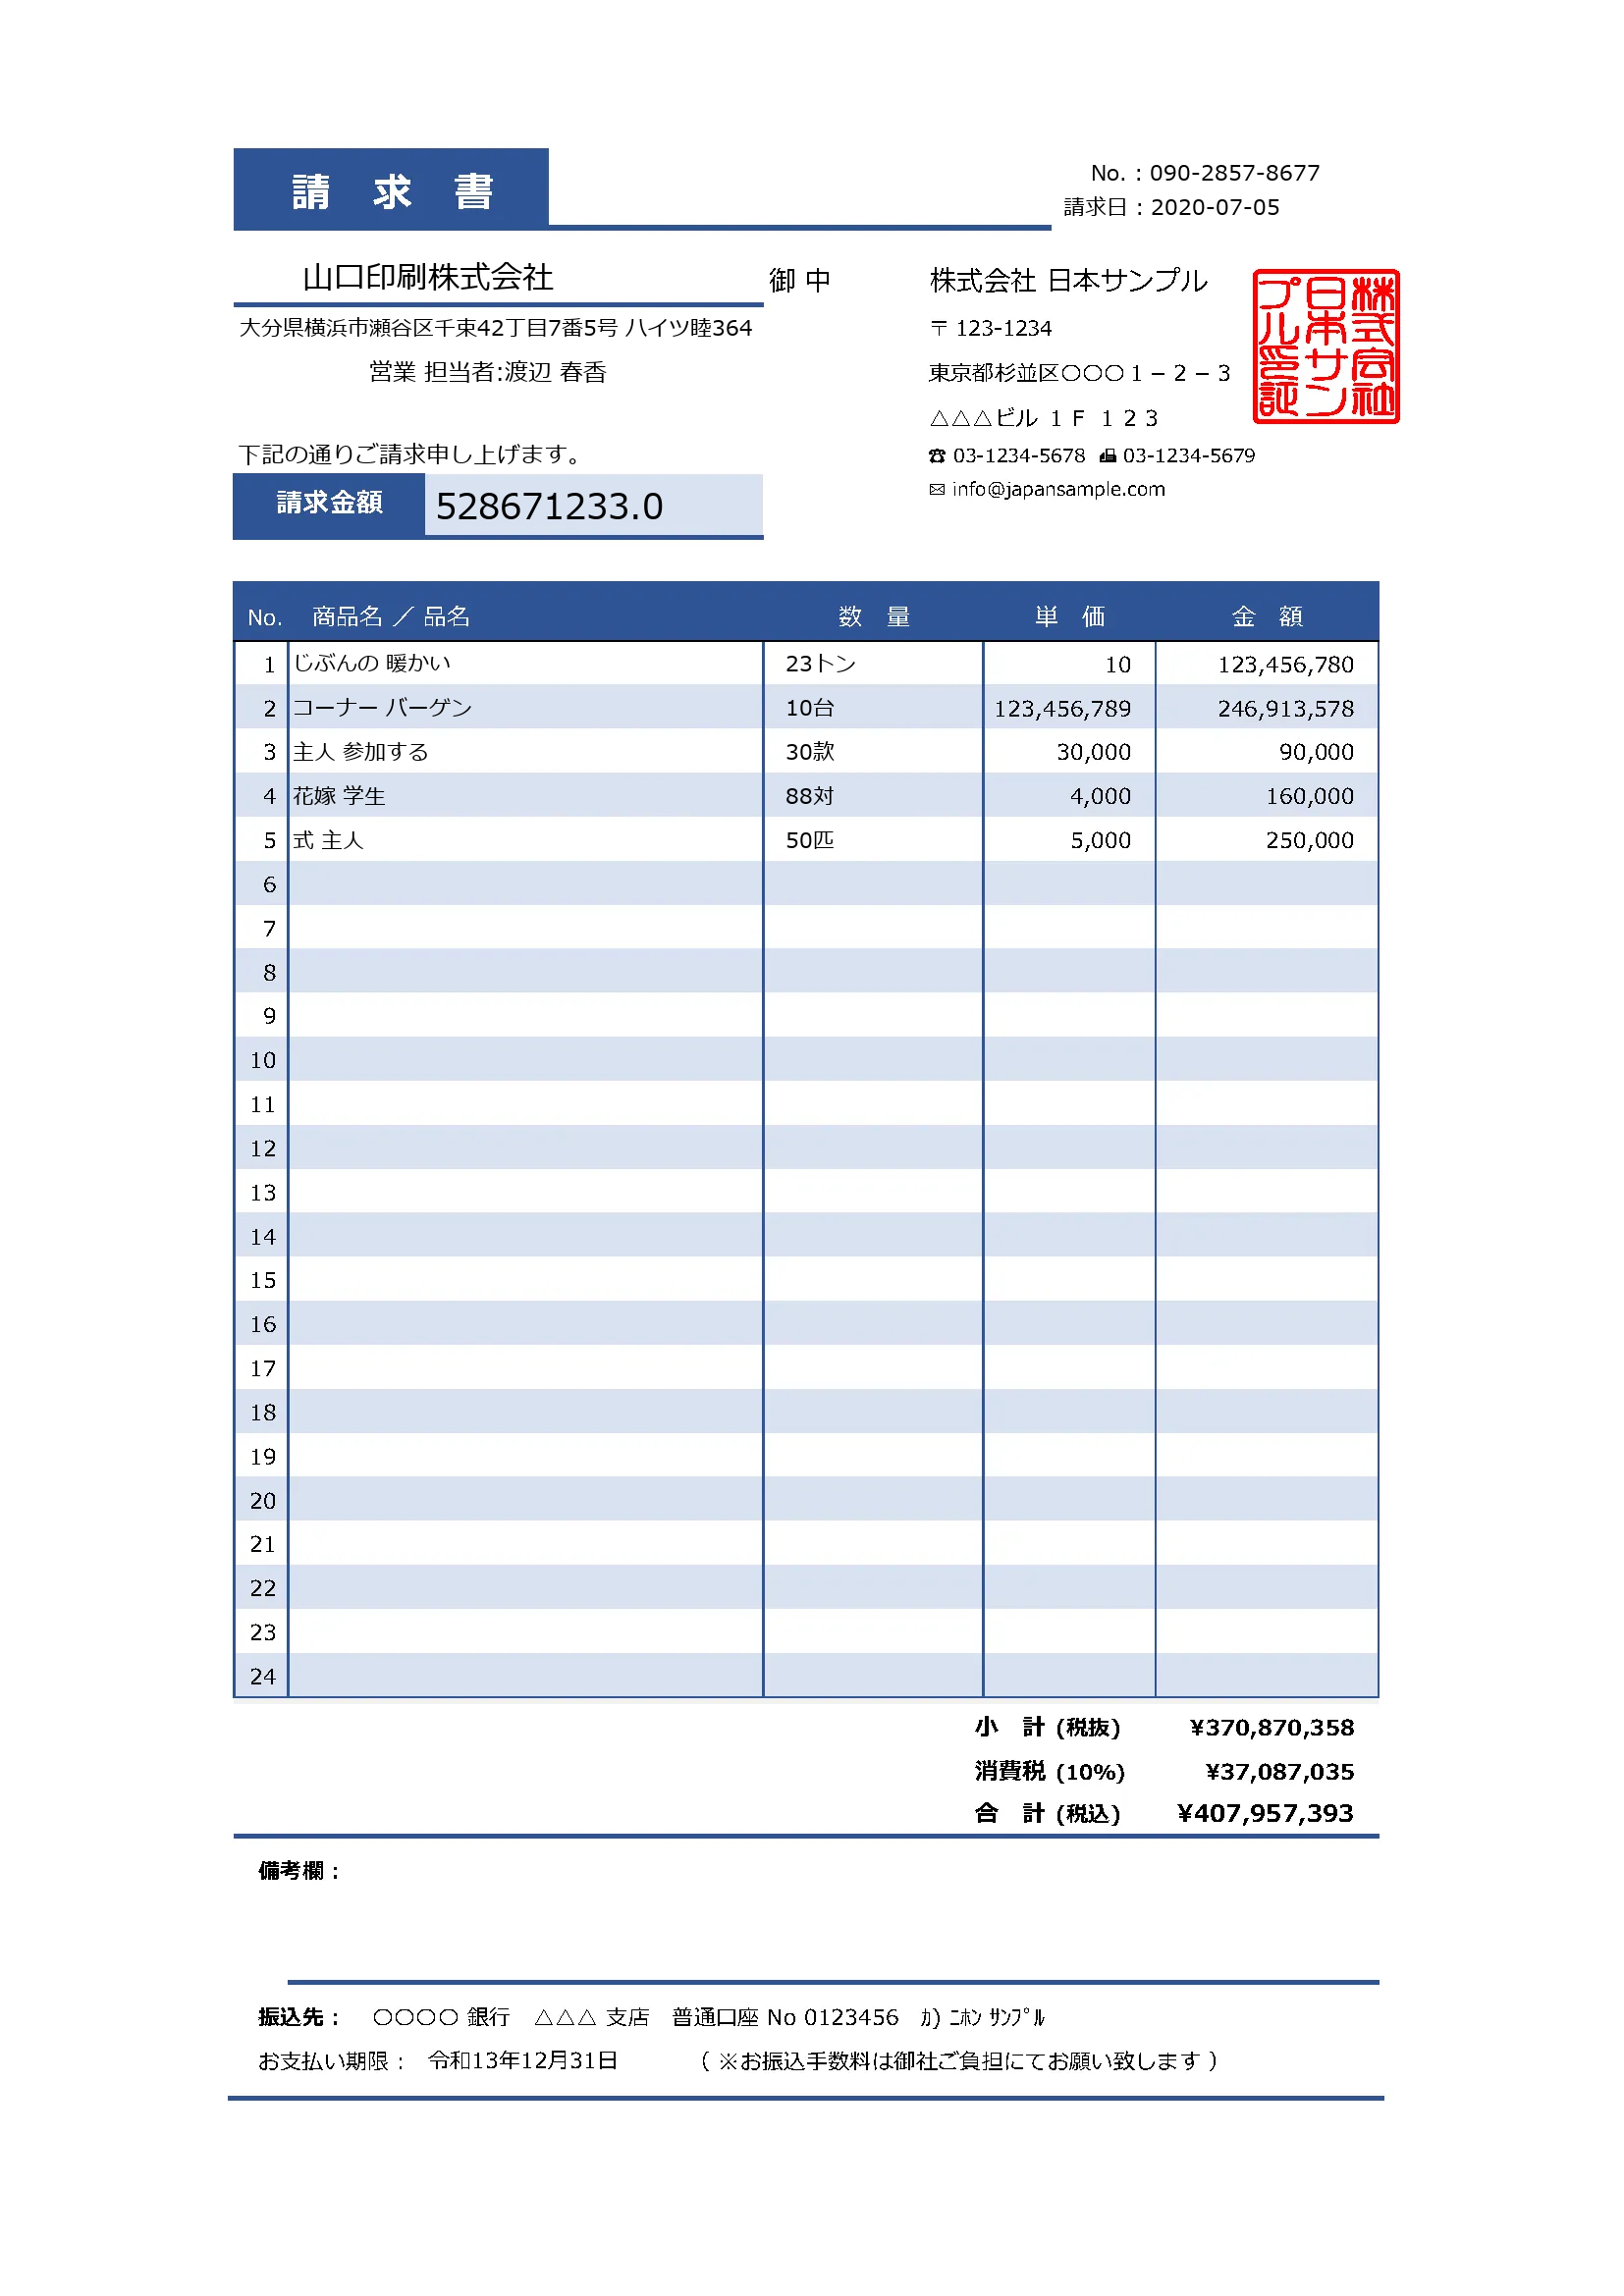 請 求 書
No. : 090-2857-8677
請求日 : 2020-07-05
山口印刷株式会社 御 中
大分県横浜市瀬谷区千束42丁目7番5号 ハイツ睦364
営業 担当者:渡辺 春香
株式会社 日本サンプル
〒 123-1234
東京都杉並区〇〇〇１－２－３
△△△ビル １Ｆ １２３
☎ 03-1234-5678 📠 03-1234-5679
✉ info@japansample.com
株式会社日本サンプル印証
下記の通りご請求申し上げます。
請求金額 528671233.0
No. 商品名 ／ 品名 数 量 単 価 金 額
1 じぶんの 暖かい 23トン 10 123,456,780
2 コーナー バーゲン 10台 123,456,789 246,913,578
3 主人 参加する 30款 30,000 90,000
4 花嫁 学生 88対 4,000 160,000
5 式 主人 50匹 5,000 250,000
6
7
8
9
10
11
12
13
14
15
16
17
18
19
20
21
22
23
24
小 計 (税抜) ¥370,870,358
消費税 (10%) ¥37,087,035
合 計 (税込) ¥407,957,393
備考欄 :
振込先 : 〇〇〇〇 銀行 △△△ 支店 普通口座 No 0123456 ｶ) ﾆﾎﾝ ｻﾝﾌﾟﾙ
お支払い期限 : 令和13年12月31日 ( ※お振込手数料は御社ご負担にてお願い致します )